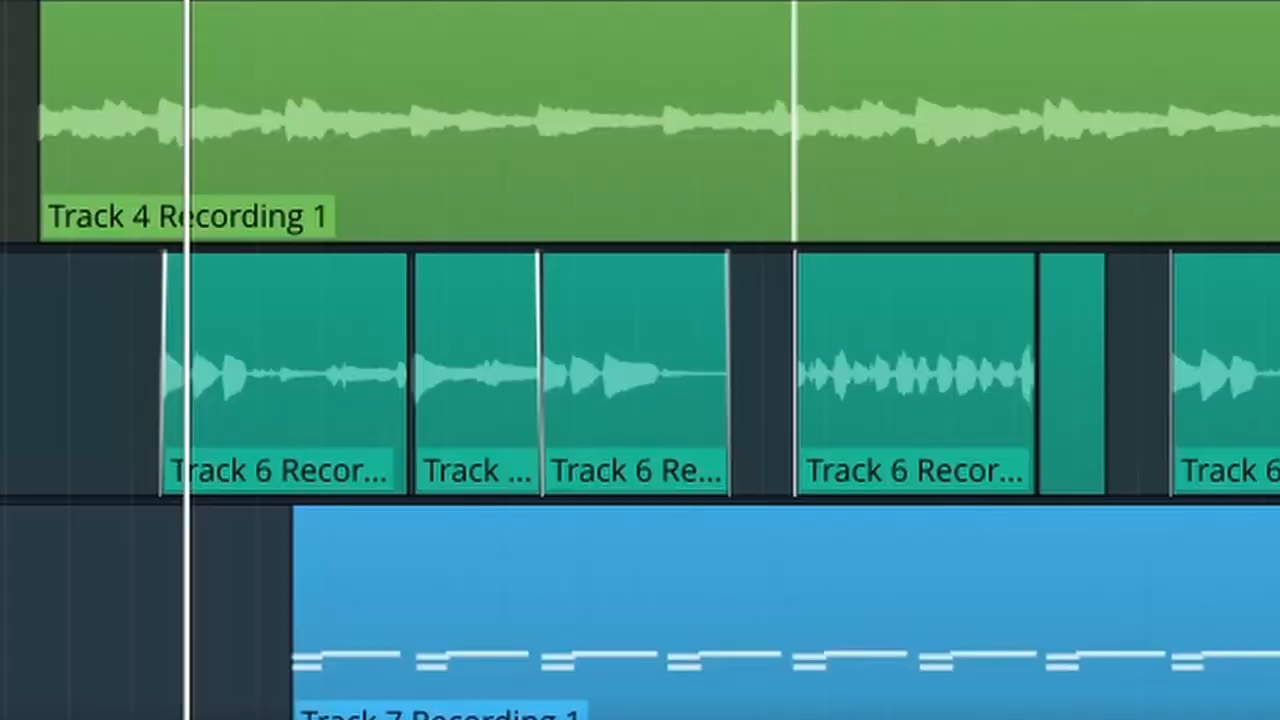 Track 4 Recording 1
Track 6 Recor...
Track ...
Track 6 Re...
Track 6 Recor...
Track 6
Track 7 Recording 1